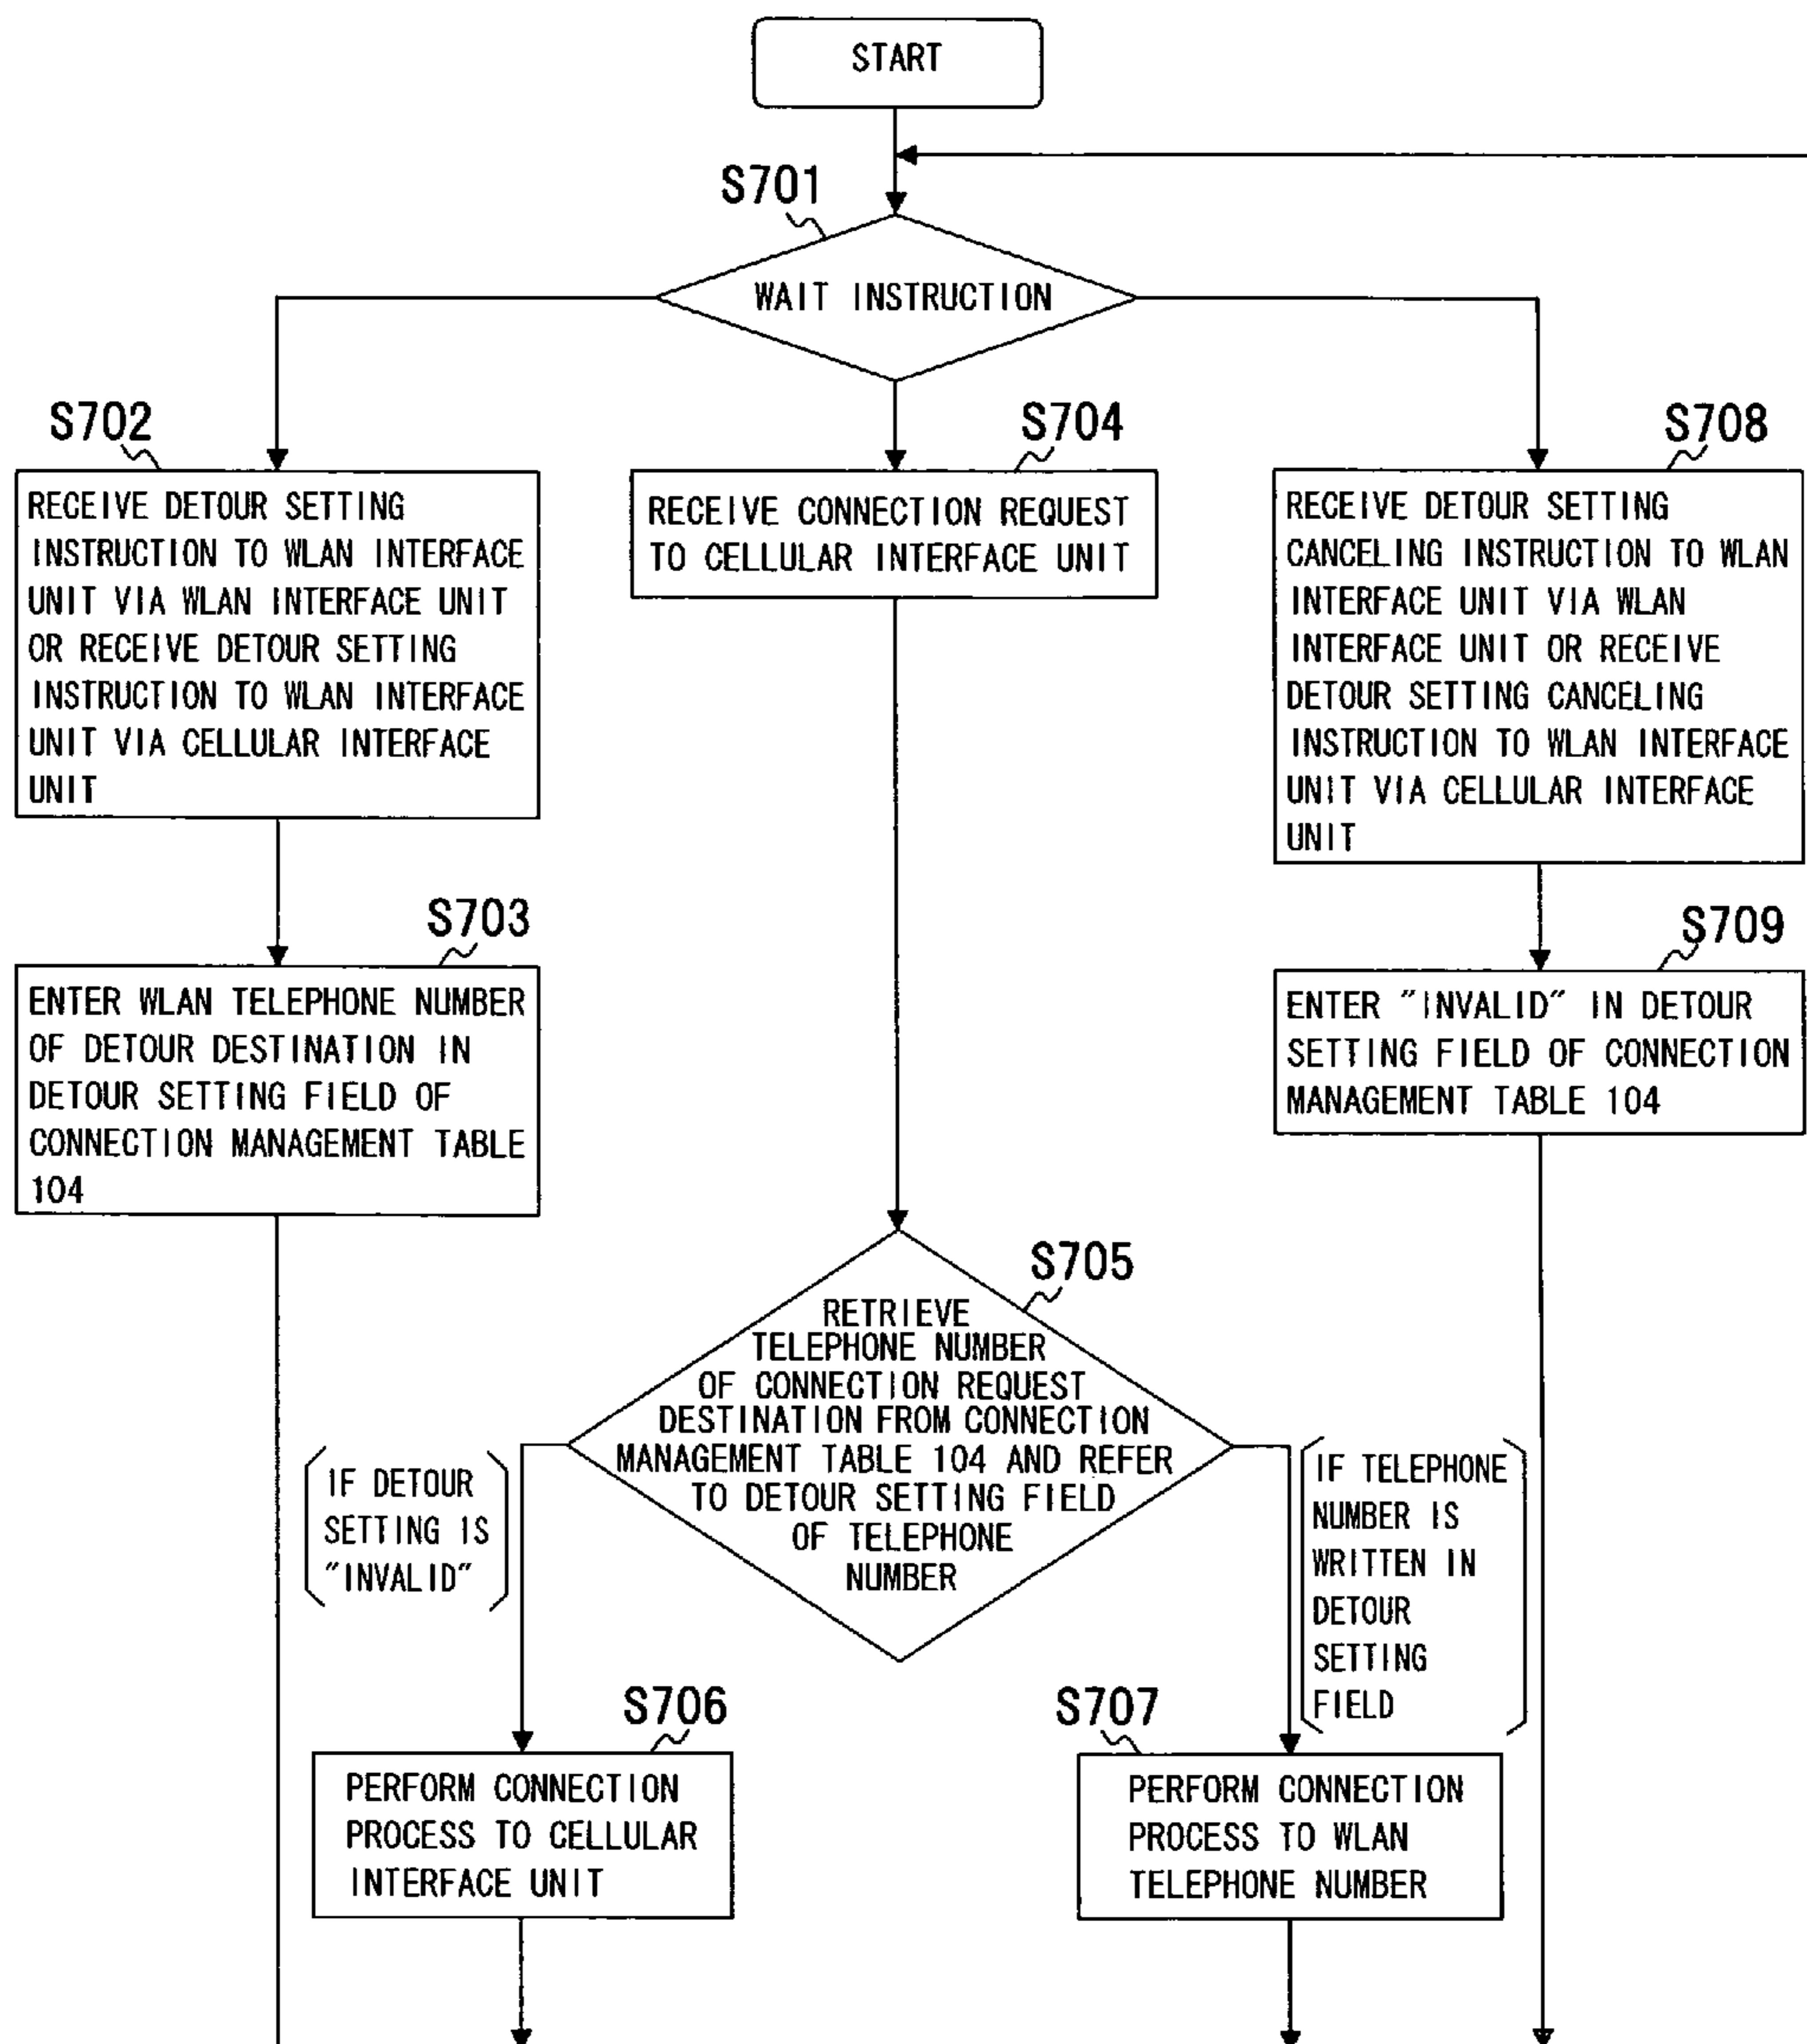 START
S701
WAIT INSTRUCTION
S702
RECEIVE DETOUR SETTING
INSTRUCTION TO WLAN INTERFACE
UNIT VIA WLAN INTERFACE UNIT
OR RECEIVE DETOUR SETTING
INSTRUCTION TO WLAN INTERFACE
UNIT VIA CELLULAR INTERFACE
UNIT
S704
RECEIVE CONNECTION REQUEST
TO CELLULAR INTERFACE UNIT
S708
RECEIVE DETOUR SETTING
CANCELING INSTRUCTION TO WLAN
INTERFACE UNIT VIA WLAN
INTERFACE UNIT OR RECEIVE
DETOUR SETTING CANCELING
INSTRUCTION TO WLAN INTERFACE
UNIT VIA CELLULAR INTERFACE
UNIT
S703
ENTER WLAN TELEPHONE NUMBER
OF DETOUR DESTINATION IN
DETOUR SETTING FIELD OF
CONNECTION MANAGEMENT TABLE
104
S709
ENTER "INVALID" IN DETOUR
SETTING FIELD OF CONNECTION
MANAGEMENT TABLE 104
S705
RETRIEVE
TELEPHONE NUMBER
OF CONNECTION REQUEST
DESTINATION FROM CONNECTION
MANAGEMENT TABLE 104 AND REFER
TO DETOUR SETTING FIELD
OF TELEPHONE
NUMBER
IF DETOUR
SETTING IS
"INVALID"
IF TELEPHONE
NUMBER IS
WRITTEN IN
DETOUR
SETTING
FIELD
S706
PERFORM CONNECTION
PROCESS TO CELLULAR
INTERFACE UNIT
S707
PERFORM CONNECTION
PROCESS TO WLAN
TELEPHONE NUMBER